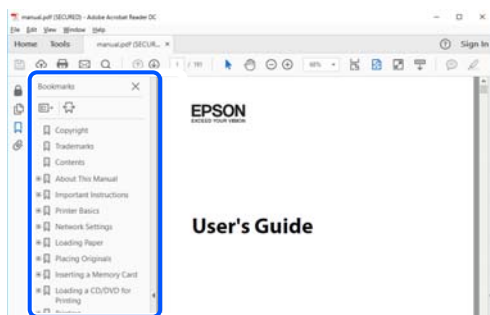 manual.pdf (SECURED) - Adobe Acrobat Reader DC
File Edit View Window Help
Home Tools manual.pdf (SECUR... × Sign In
1 / 191
Bookmarks
Copyright
Trademarks
Contents
About This Manual
Important Instructions
Printer Basics
Network Settings
Loading Paper
Placing Originals
Inserting a Memory Card
Loading a CD/DVD for
Printing
EPSON
EXCEED YOUR VISION
User's Guide